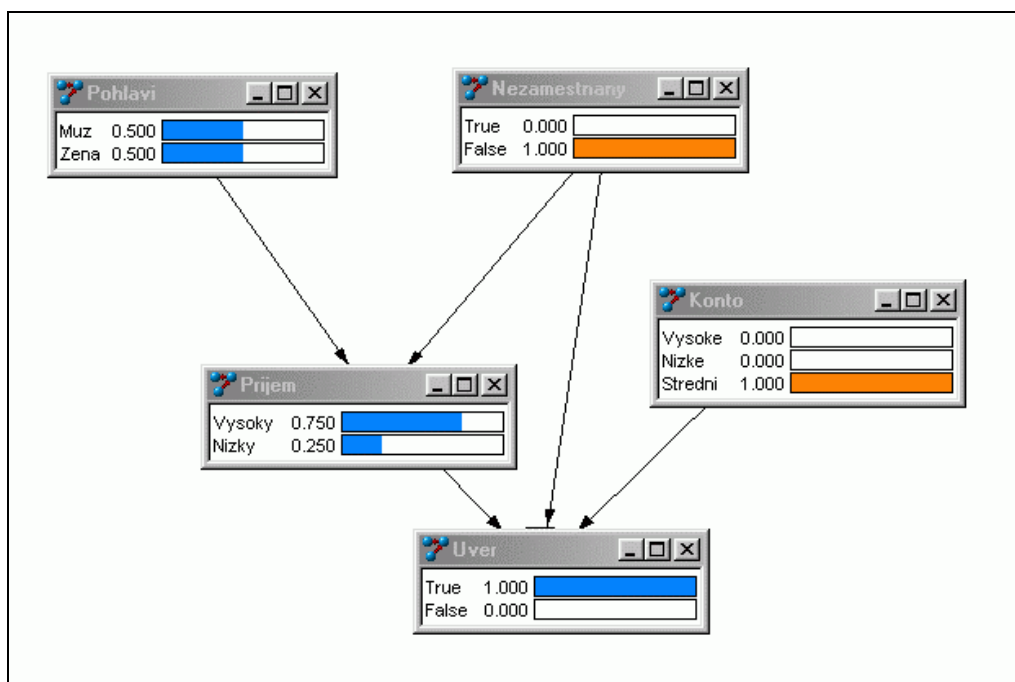 Pohlavi
Muz 0.500
Zena 0.500
Nezamestnany
True 0.000
False 1.000
Konto
Vysoke 0.000
Nizke 0.000
Stredni 1.000
Prijem
Vysoky 0.750
Nizky 0.250
Uver
True 1.000
False 0.000